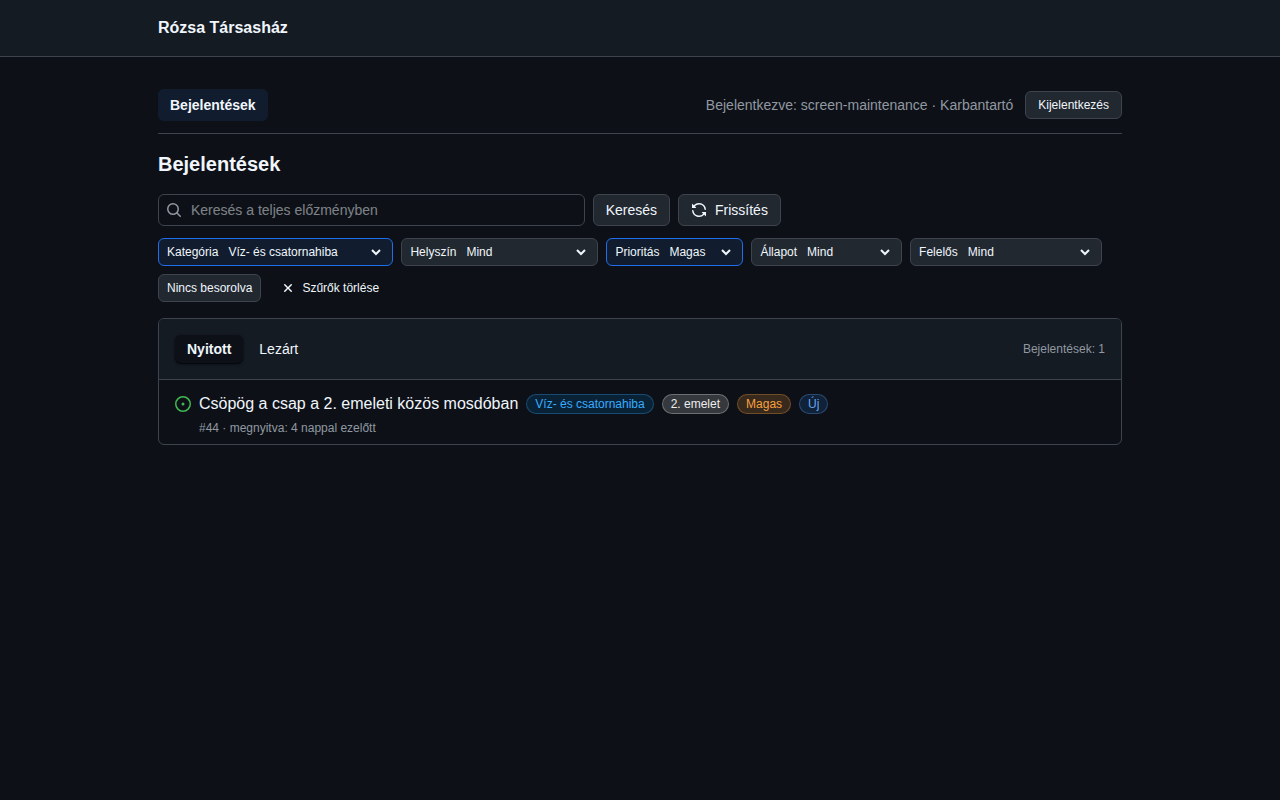 Rózsa Társasház
Bejelentések
Bejelentkezve: screen-maintenance · Karbantartó
Kijelentkezés
Bejelentések
Keresés a teljes előzményben
Keresés
Frissítés
Kategória Víz- és csatornahiba
Helyszín Mind
Prioritás Magas
Állapot Mind
Felelős Mind
Nincs besorolva
Szűrők törlése
Nyitott
Lezárt
Bejelentések: 1
Csöpög a csap a 2. emeleti közös mosdóban Víz- és csatornahiba 2. emelet Magas Új
#44 · megnyitva: 4 nappal ezelőtt